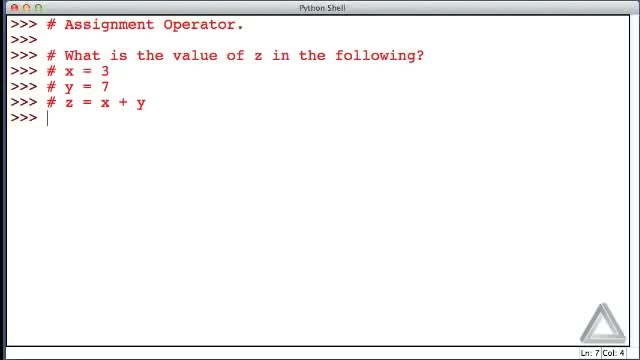 Python Shell
>>> # Assignment Operator.
>>>
>>> # What is the value of z in the following?
>>> # x = 3
>>> # y = 7
>>> # z = x + y
>>>
Ln: 7 Col: 4